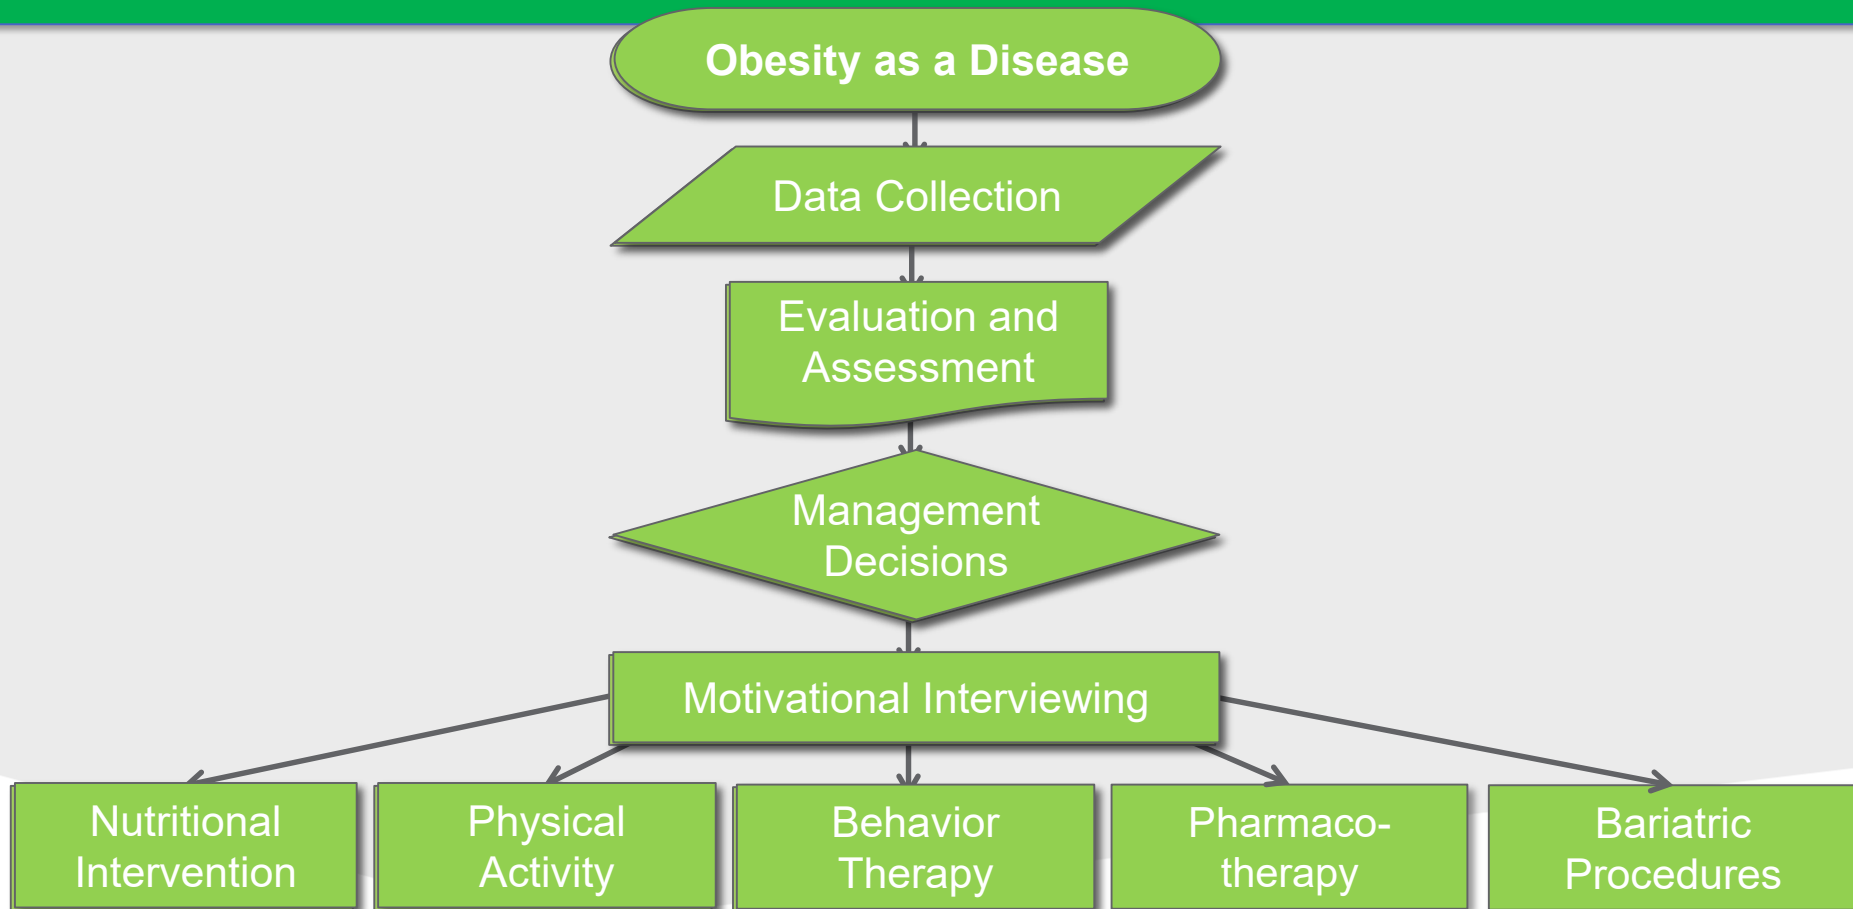 Obesity as a Disease
Data Collection
Evaluation and
Assessment
Management
Decisions
Motivational Interviewing
Nutritional
Intervention
Physical
Activity
Behavior
Therapy
Pharmaco-
therapy
Bariatric
Procedures